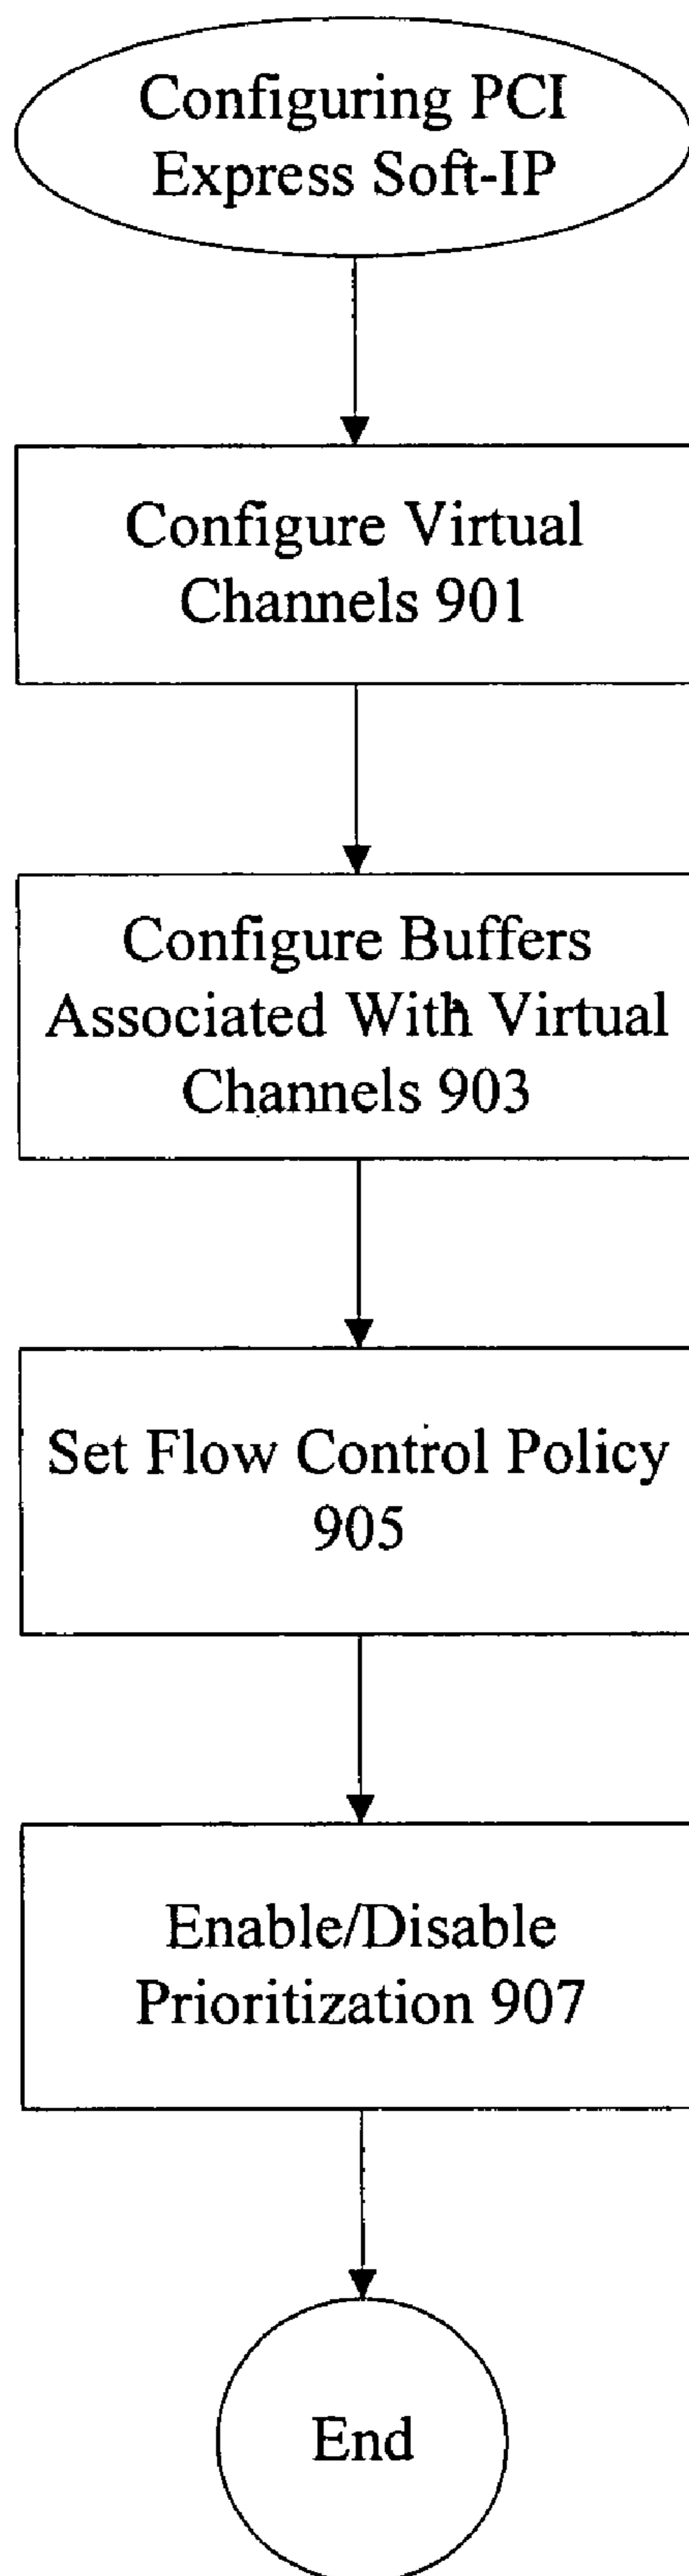 Configuring PCI
Express Soft-IP
Configure Virtual
Channels 901
Configure Buffers
Associated With Virtual
Channels 903
Set Flow Control Policy
905
Enable/Disable
Prioritization 907
End